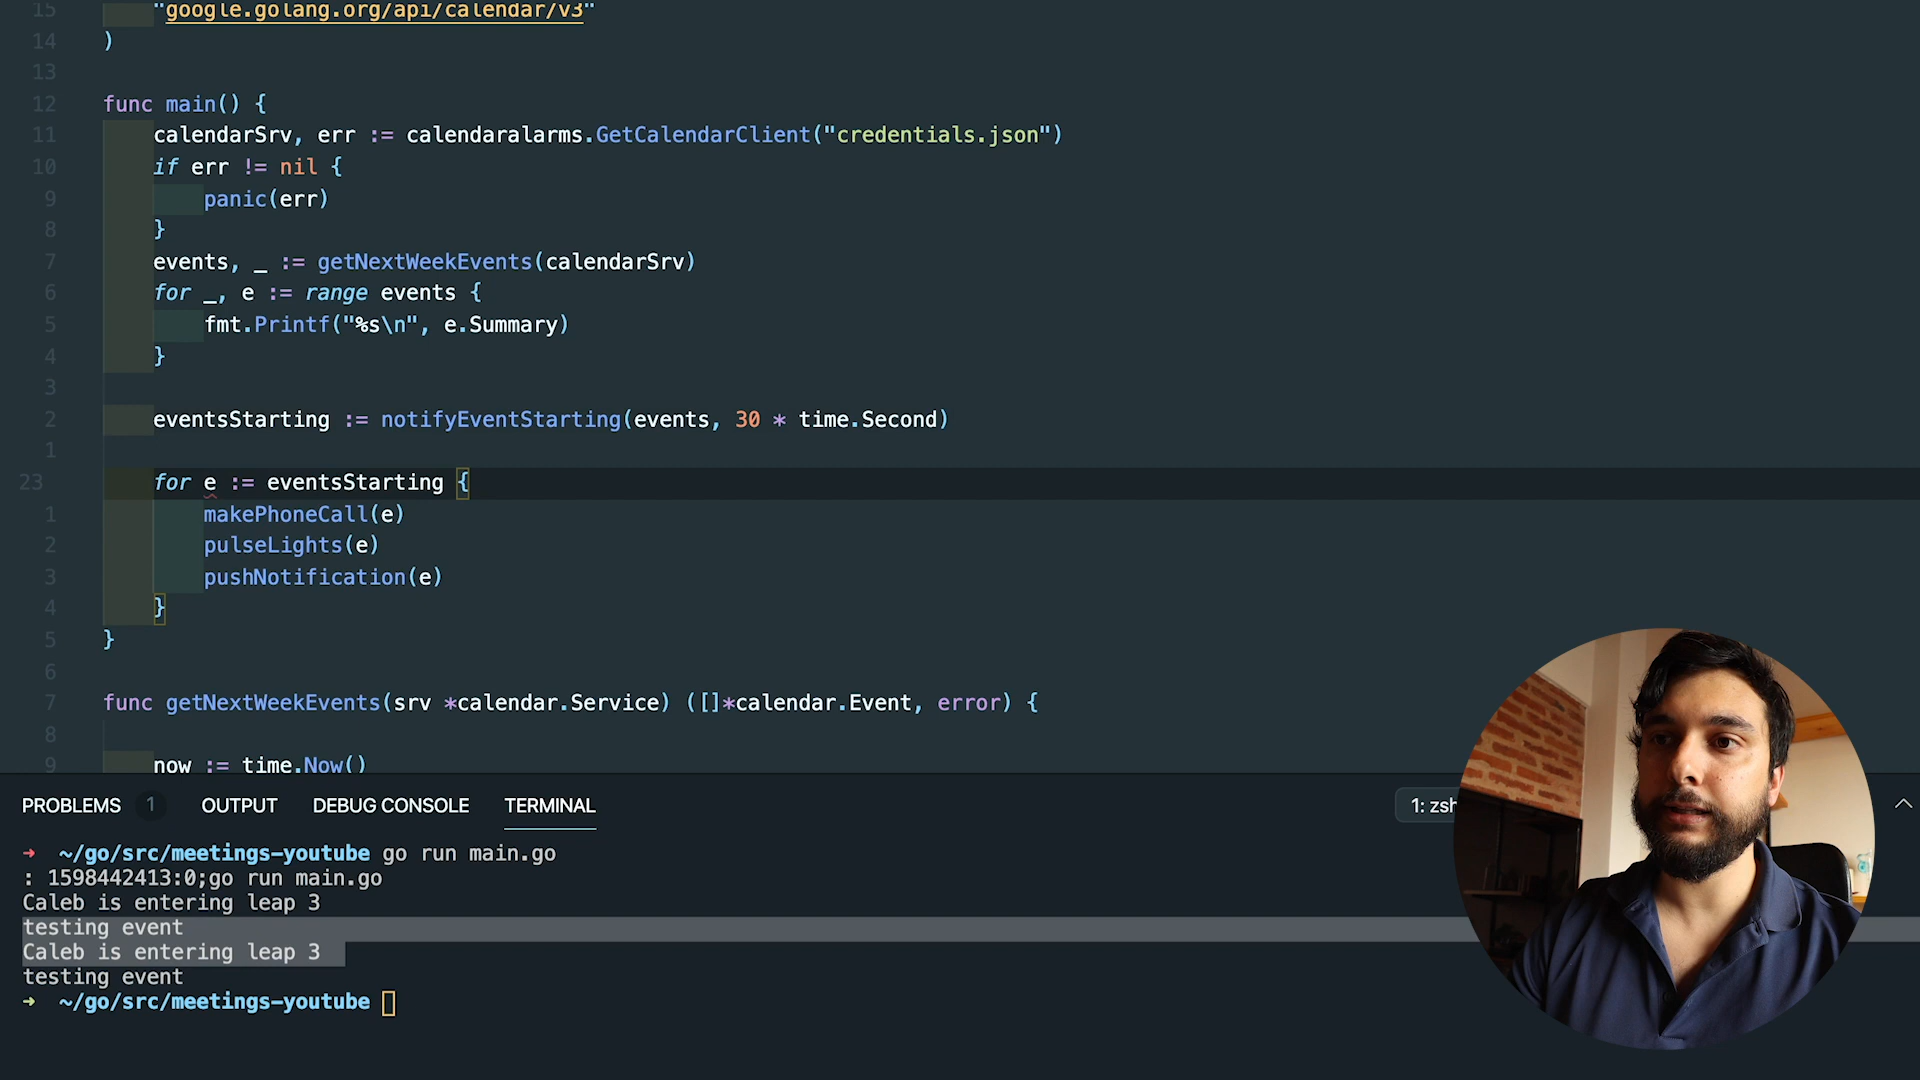 15 "google.golang.org/api/calendar/v3"
14 )
13
12 func main() {
11 calendarSrv, err := calendaralarms.GetCalendarClient("credentials.json")
10 if err != nil {
9 panic(err)
8 }
7 events, _ := getNextWeekEvents(calendarSrv)
6 for _, e := range events {
5 fmt.Printf("%s\n", e.Summary)
4 }
3
2 eventsStarting := notifyEventStarting(events, 30 * time.Second)
1
23 for e := eventsStarting {
1 makePhoneCall(e)
2 pulseLights(e)
3 pushNotification(e)
4 }
5 }
6
7 func getNextWeekEvents(srv *calendar.Service) ([]*calendar.Event, error) {
8
9 now := time.Now()
PROBLEMS 1 OUTPUT DEBUG CONSOLE TERMINAL 1: zsh
→ ~/go/src/meetings-youtube go run main.go
: 1598442413:0;go run main.go
Caleb is entering leap 3
testing event
Caleb is entering leap 3
testing event
→ ~/go/src/meetings-youtube